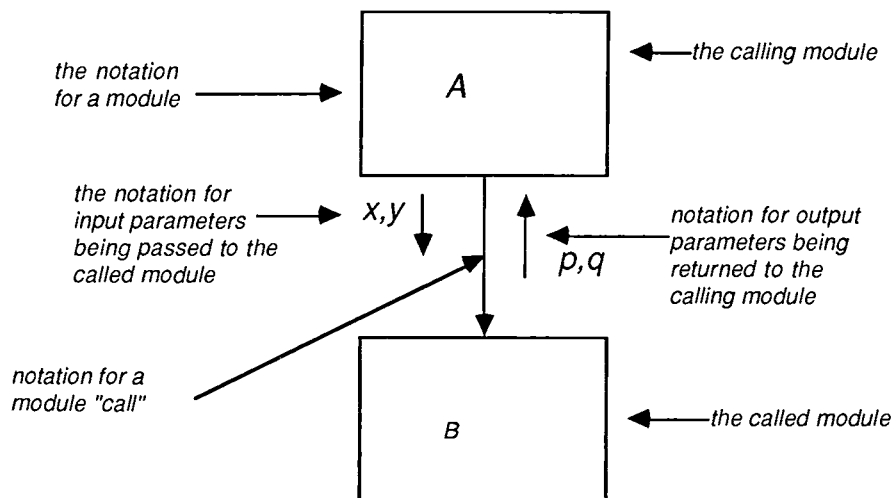 the calling module
the notation
for a module
A
the notation for
input parameters
being passed to the
called module
x,y
p,q
notation for output
parameters being
returned to the
calling module
notation for a
module "call"
B
the called module